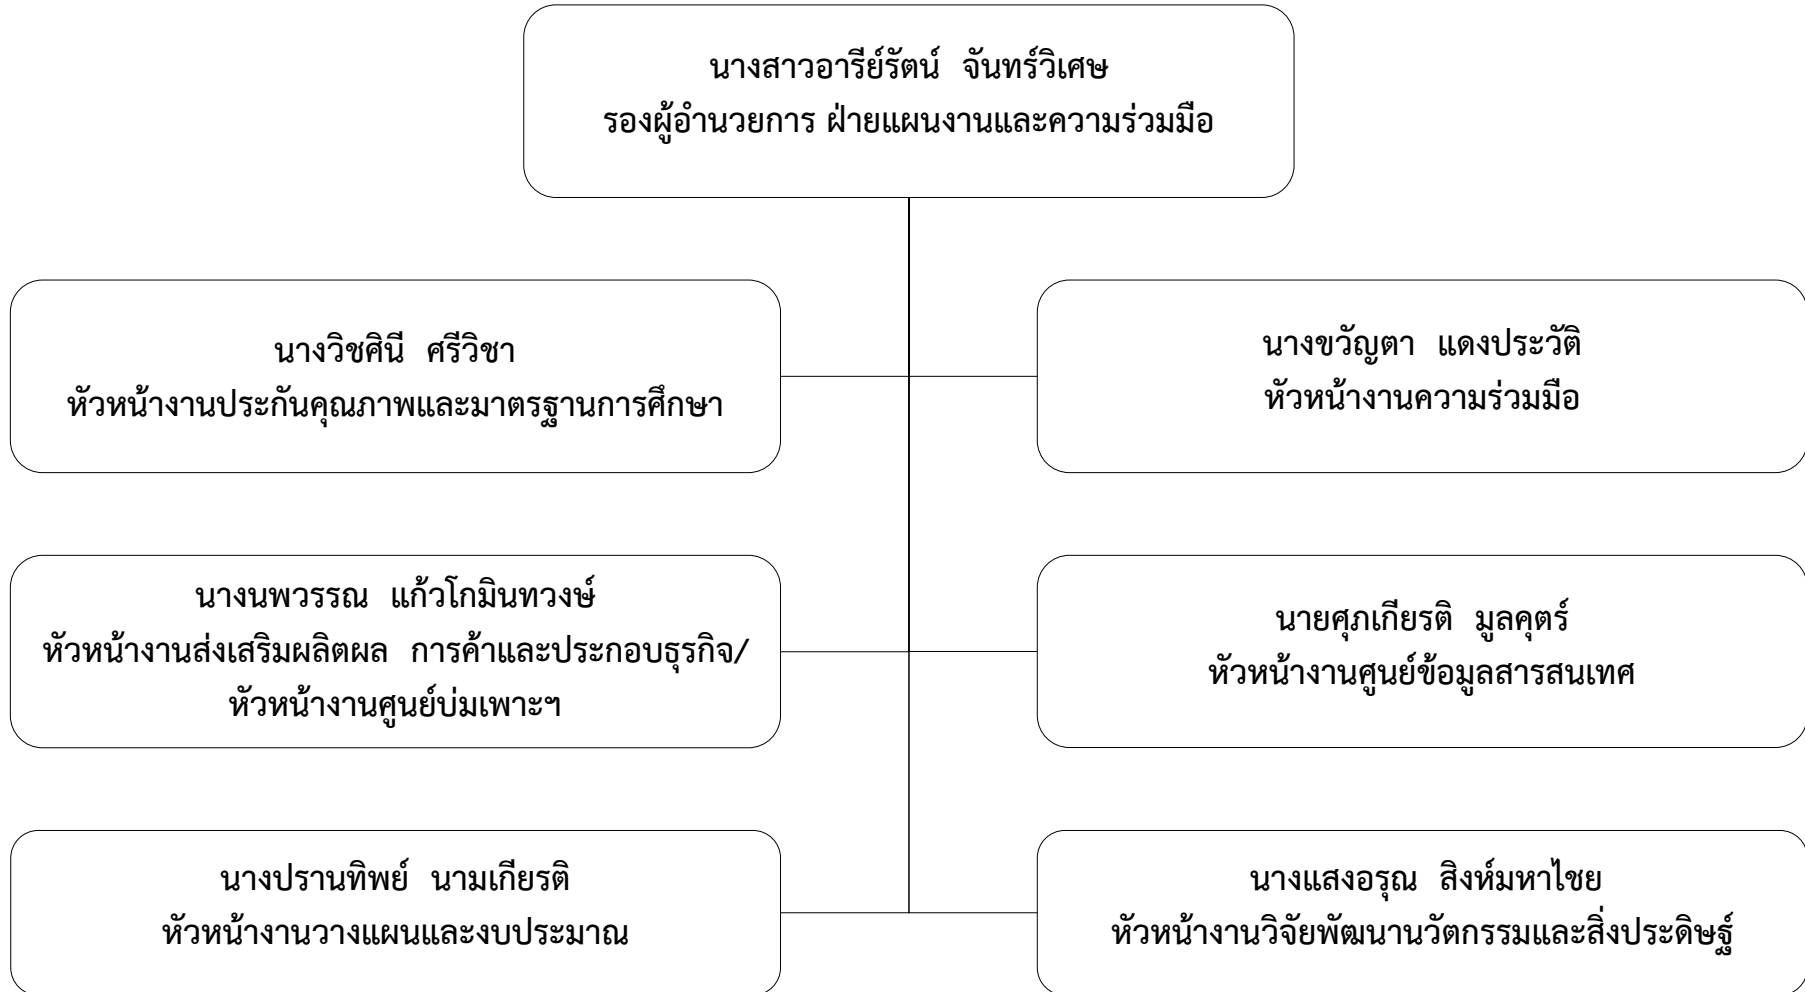 นางสาวอารีย์รัตน์ จันทร์วิเศษ
รองผู้อำนวยการ ฝ่ายแผนงานและความร่วมมือ
นางวิชศินี ศรีวิชา
หัวหน้างานประกันคุณภาพและมาตรฐานการศึกษา
นางขวัญตา แดงประวัติ
หัวหน้างานความร่วมมือ
นางนพวรรณ แก้วโกมินทวงษ์
หัวหน้างานส่งเสริมผลิตผล การค้าและประกอบธุรกิจ/
หัวหน้างานศูนย์บ่มเพาะฯ
นายศุภเกียรติ มูลคุตร์
หัวหน้างานศูนย์ข้อมูลสารสนเทศ
นางปรานทิพย์ นามเกียรติ
หัวหน้างานวางแผนและงบประมาณ
นางแสงอรุณ สิงห์มหาไชย
หัวหน้างานวิจัยพัฒนานวัตกรรมและสิ่งประดิษฐ์